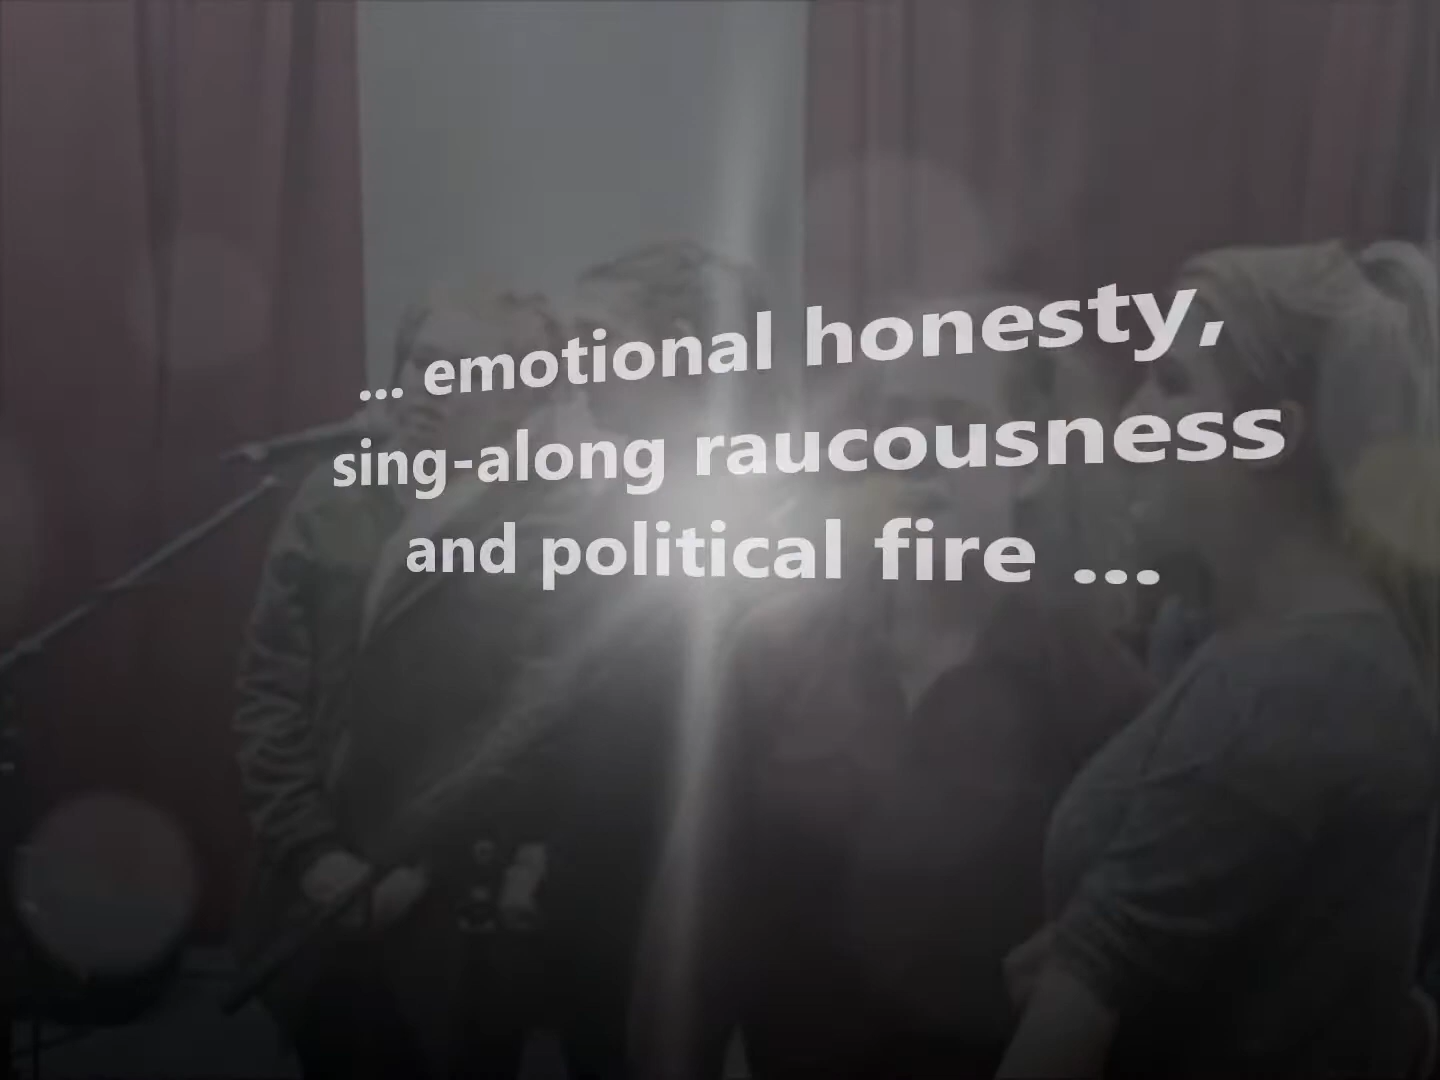 ... emotional honesty,
sing-along raucousness
and political fire ...